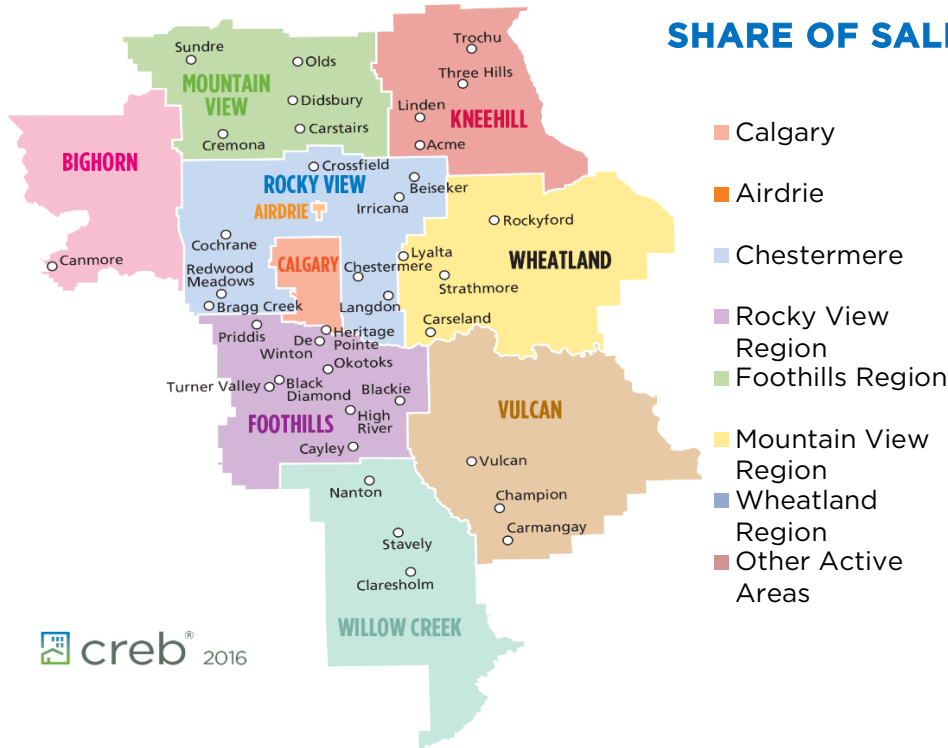 SHARE OF SAL
Sundre
Olds
MOUNTAIN
VIEW
Didsbury
Carstairs
Cremona
Trochu
Three Hills
Linden
KNEEHILL
Acme
BIGHORN
Canmore
Crossfield
ROCKY VIEW
Beiseker
Irricana
AIRDRIE
Cochrane
Redwood
Meadows
Bragg Creek
CALGARY
Chestermere
Langdon
Rockyford
Lyalta
WHEATLAND
Strathmore
Carseland
Priddis
De
Winton
Heritage
Pointe
Okotoks
Turner Valley
Black
Diamond
Blackie
FOOTHILLS
High
River
Cayley
VULCAN
Vulcan
Champion
Carmangay
Nanton
Stavely
Claresholm
WILLOW CREEK
creb® 2016
Calgary
Airdrie
Chestermere
Rocky View
Region
Foothills Region
Mountain View
Region
Wheatland
Region
Other Active
Areas